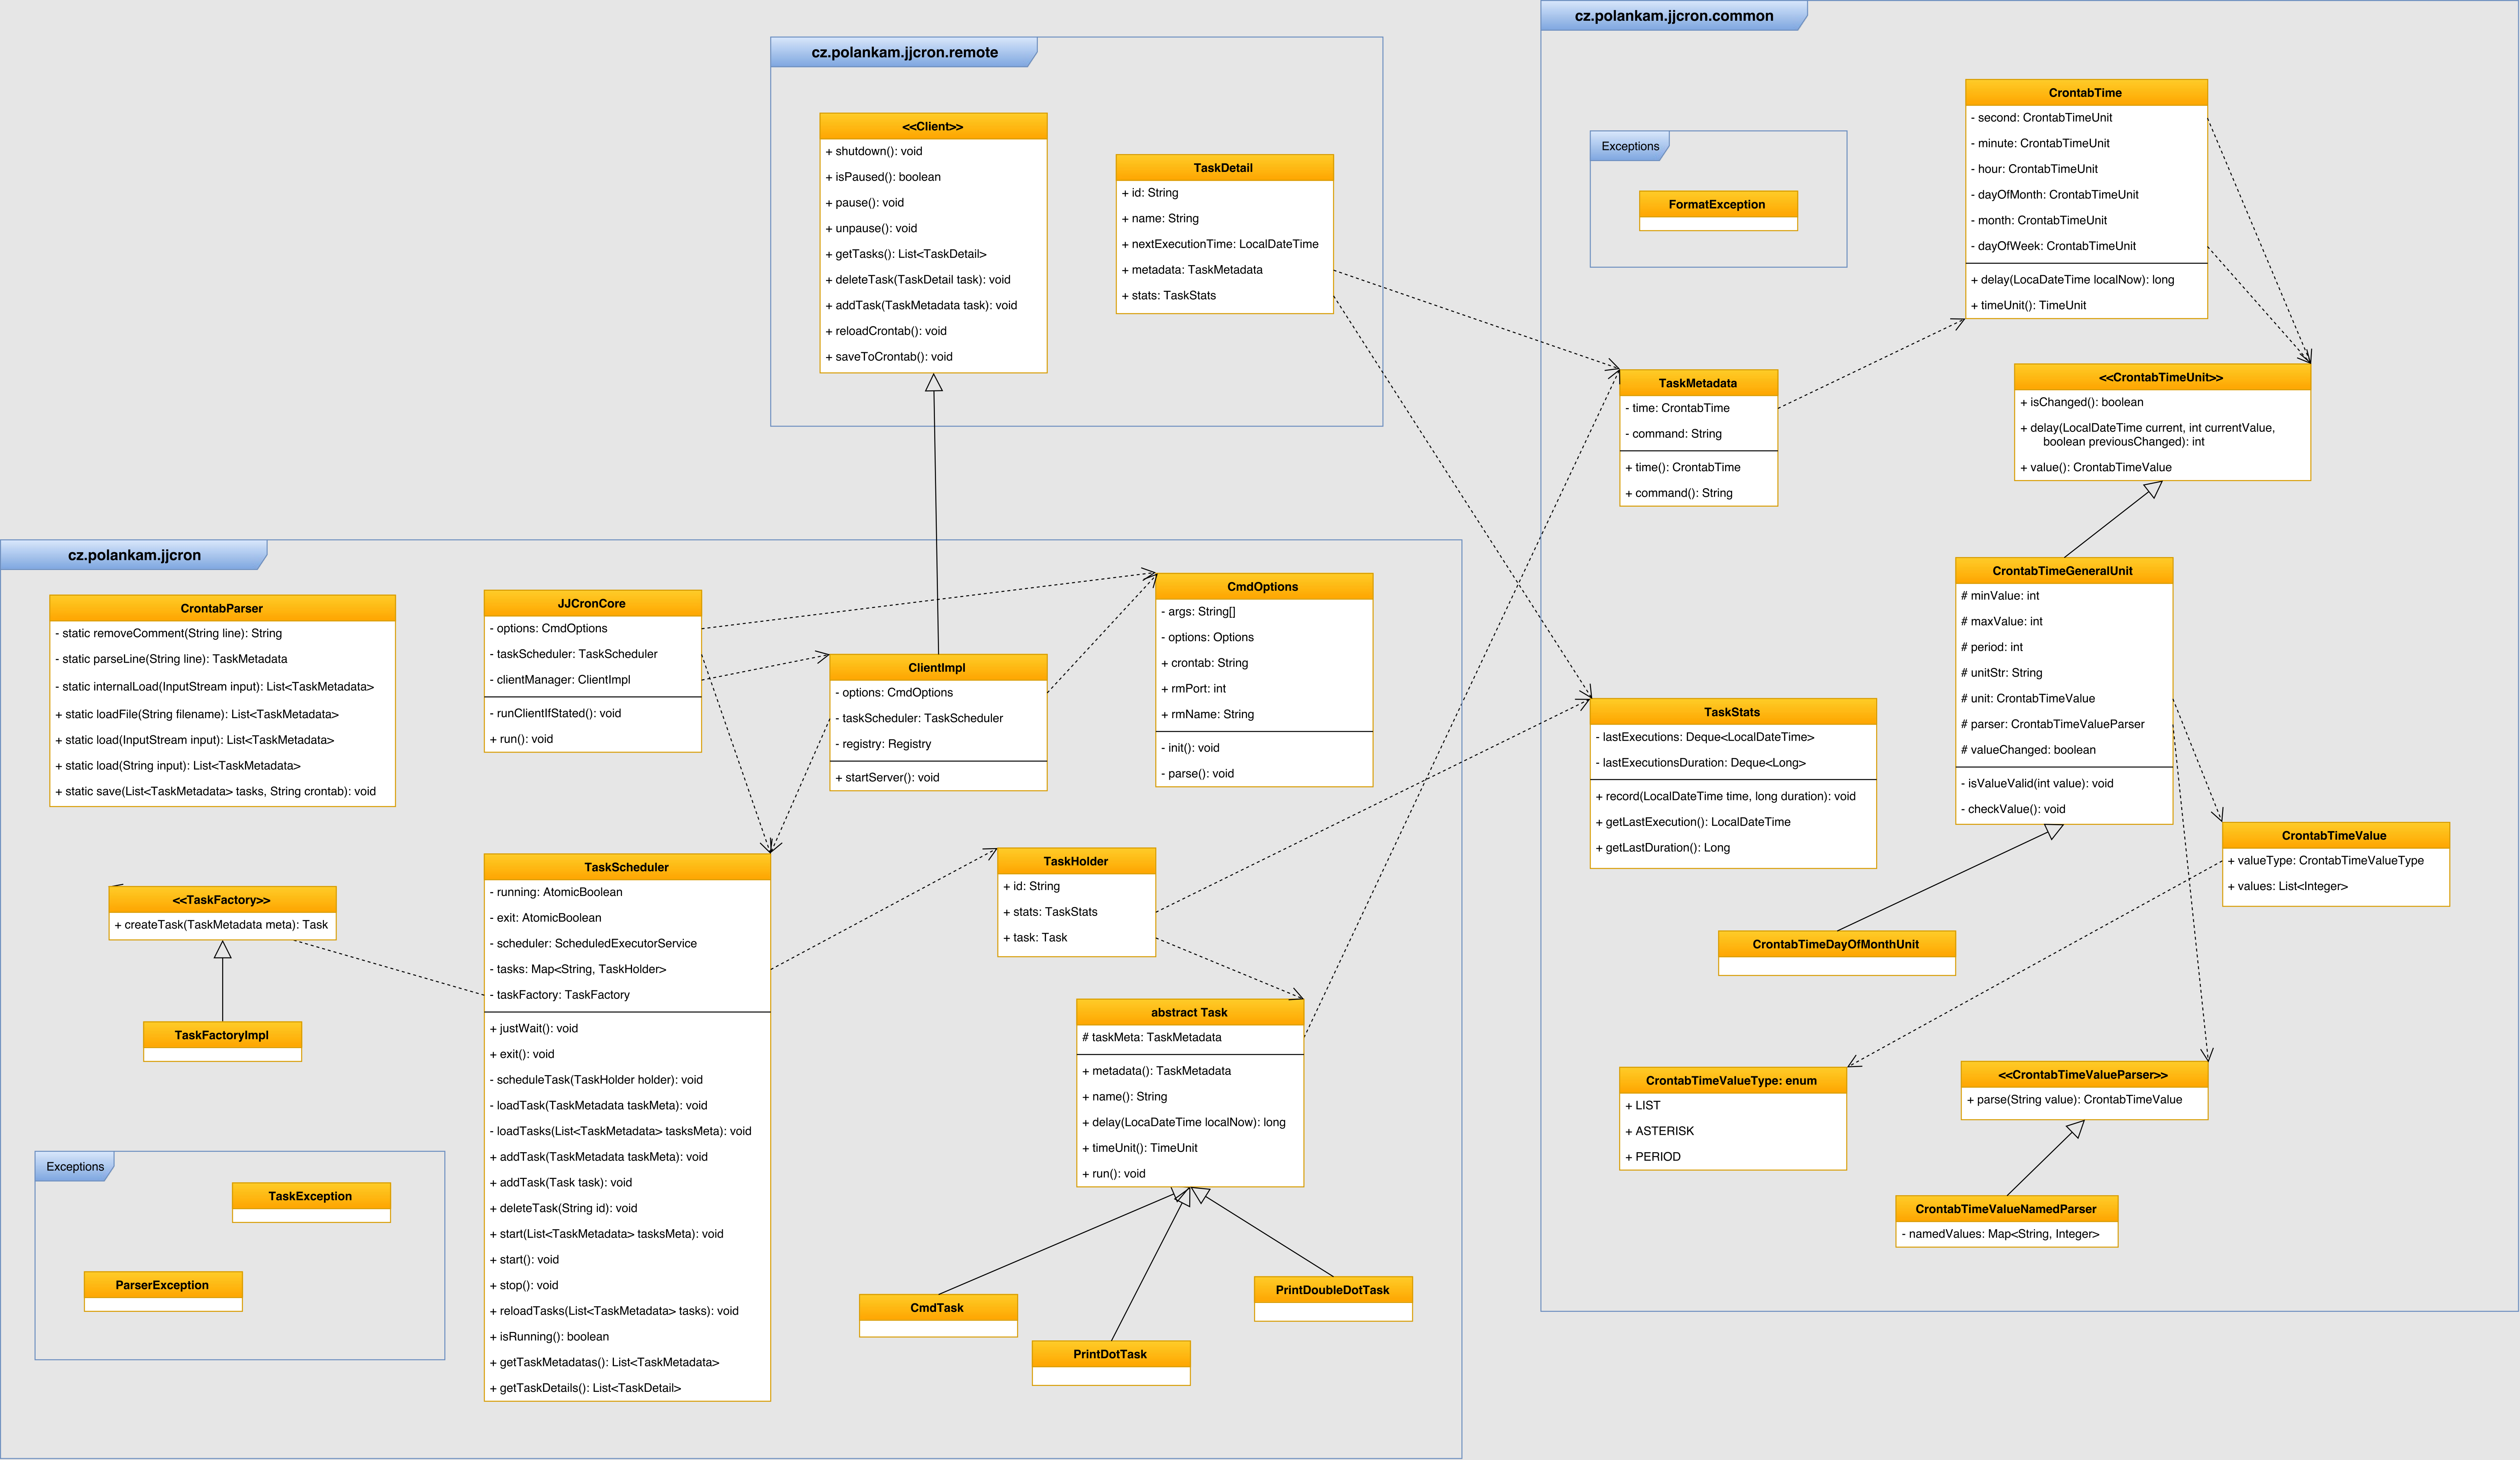 cz.polankam.jjcron.remote
<<Client>>
+ shutdown(): void
+ isPaused(): boolean
+ pause(): void
+ unpause(): void
+ getTasks(): List<TaskDetail>
+ deleteTask(TaskDetail task): void
+ addTask(TaskMetadata task): void
+ reloadCrontab(): void
+ saveToCrontab(): void
TaskDetail
+ id: String
+ name: String
+ nextExecutionTime: LocalDateTime
+ metadata: TaskMetadata
+ stats: TaskStats
cz.polankam.jjcron.common
Exceptions
FormatException
CrontabTime
- second: CrontabTimeUnit
- minute: CrontabTimeUnit
- hour: CrontabTimeUnit
- dayOfMonth: CrontabTimeUnit
- month: CrontabTimeUnit
- dayOfWeek: CrontabTimeUnit
+ delay(LocaDateTime localNow): long
+ timeUnit(): TimeUnit
TaskMetadata
- time: CrontabTime
- command: String
+ time(): CrontabTime
+ command(): String
<<CrontabTimeUnit>>
+ isChanged(): boolean
+ delay(LocalDateTime current, int currentValue,
boolean previousChanged): int
+ value(): CrontabTimeValue
CrontabTimeGeneralUnit
# minValue: int
# maxValue: int
# period: int
# unitStr: String
# unit: CrontabTimeValue
# parser: CrontabTimeValueParser
# valueChanged: boolean
- isValueValid(int value): void
- checkValue(): void
TaskStats
- lastExecutions: Deque<LocalDateTime>
- lastExecutionsDuration: Deque<Long>
+ record(LocalDateTime time, long duration): void
+ getLastExecution(): LocalDateTime
+ getLastDuration(): Long
CrontabTimeValue
+ valueType: CrontabTimeValueType
+ values: List<Integer>
CrontabTimeDayOfMonthUnit
CrontabTimeValueType: enum
+ LIST
+ ASTERISK
+ PERIOD
<<CrontabTimeValueParser>>
+ parse(String value): CrontabTimeValue
CrontabTimeValueNamedParser
- namedValues: Map<String, Integer>
cz.polankam.jjcron
CrontabParser
- static removeComment(String line): String
- static parseLine(String line): TaskMetadata
- static internalLoad(InputStream input): List<TaskMetadata>
+ static loadFile(String filename): List<TaskMetadata>
+ static load(InputStream input): List<TaskMetadata>
+ static load(String input): List<TaskMetadata>
+ static save(List<TaskMetadata> tasks, String crontab): void
JJCronCore
- options: CmdOptions
- taskScheduler: TaskScheduler
- clientManager: ClientImpl
- runClientIfStated(): void
+ run(): void
ClientImpl
- options: CmdOptions
- taskScheduler: TaskScheduler
- registry: Registry
+ startServer(): void
CmdOptions
- args: String[]
- options: Options
+ crontab: String
+ rmPort: int
+ rmName: String
- init(): void
- parse(): void
<<TaskFactory>>
+ createTask(TaskMetadata meta): Task
TaskFactoryImpl
TaskScheduler
- running: AtomicBoolean
- exit: AtomicBoolean
- scheduler: ScheduledExecutorService
- tasks: Map<String, TaskHolder>
- taskFactory: TaskFactory
+ justWait(): void
+ exit(): void
- scheduleTask(TaskHolder holder): void
- loadTask(TaskMetadata taskMeta): void
- loadTasks(List<TaskMetadata> tasksMeta): void
+ addTask(TaskMetadata taskMeta): void
+ addTask(Task task): void
+ deleteTask(String id): void
+ start(List<TaskMetadata> tasksMeta): void
+ start(): void
+ stop(): void
+ reloadTasks(List<TaskMetadata> tasks): void
+ isRunning(): boolean
+ getTaskMetadatas(): List<TaskMetadata>
+ getTaskDetails(): List<TaskDetail>
TaskHolder
+ id: String
+ stats: TaskStats
+ task: Task
abstract Task
# taskMeta: TaskMetadata
+ metadata(): TaskMetadata
+ name(): String
+ delay(LocaDateTime localNow): long
+ timeUnit(): TimeUnit
+ run(): void
CmdTask
PrintDotTask
PrintDoubleDotTask
Exceptions
TaskException
ParserException